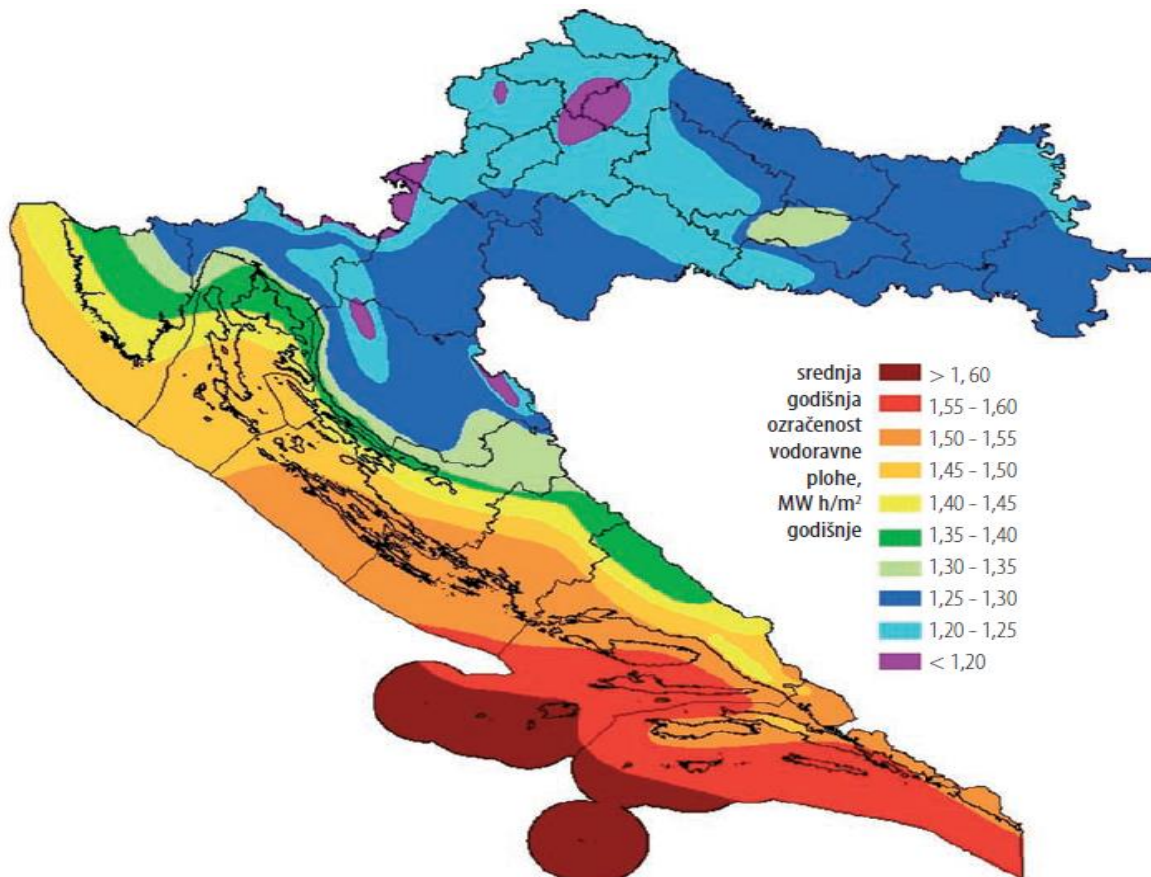 srednja
godišnja
ozračenost
vodoravne
plohe,
MW h/m²
godišnje
> 1, 60
1,55 – 1,60
1,50 – 1,55
1,45 – 1,50
1,40 – 1,45
1,35 – 1,40
1,30 – 1,35
1,25 – 1,30
1,20 – 1,25
< 1,20